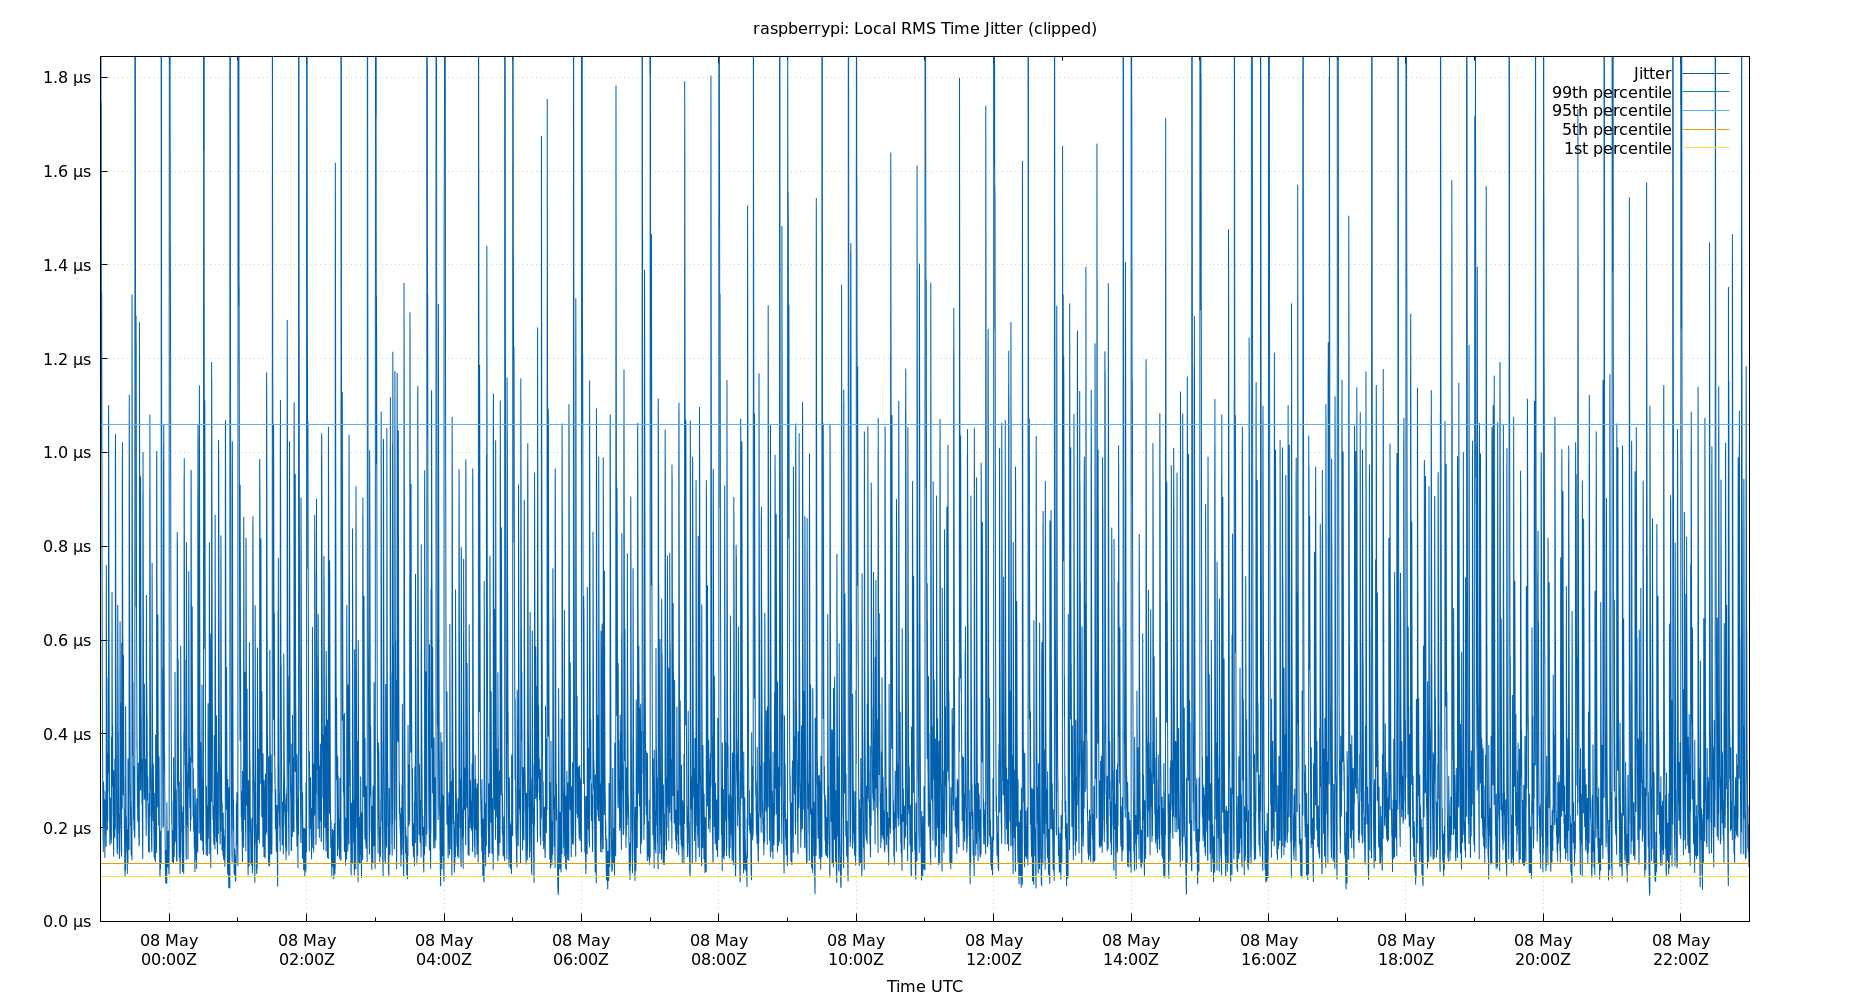 raspberrypi: Local RMS Time Jitter (clipped)
1.8 µs
1.6 µs
1.4 µs
1.2 µs
1.0 µs
0.8 µs
0.6 µs
0.4 µs
0.2 µs
0.0 µs
Jitter
99th percentile
95th percentile
5th percentile
1st percentile
08 May 08 May 08 May 08 May 08 May 08 May 08 May 08 May 08 May 08 May 08 May 08 May
00:00Z 02:00Z 04:00Z 06:00Z 08:00Z 10:00Z 12:00Z 14:00Z 16:00Z 18:00Z 20:00Z 22:00Z
Time UTC